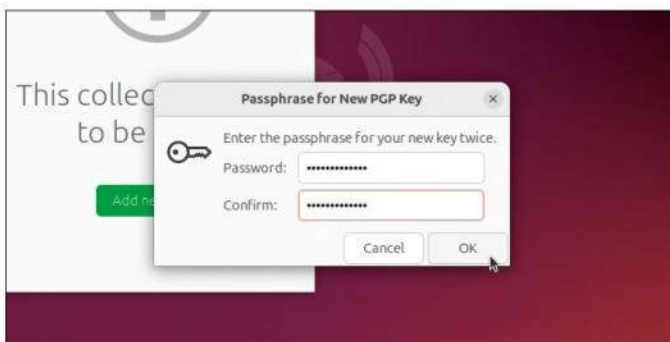 This collec
to be
Add ne
Passphrase for New PGP Key
Enter the passphrase for your new key twice.
Password: •••••••••••••
Confirm: •••••••••••••
Cancel OK